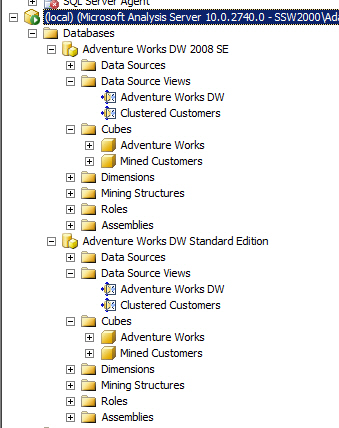 SQL Server Agent
(local) (Microsoft Analysis Server 10.0.2740.0 - SSW2000\Ad
Databases
Adventure Works DW 2008 SE
Data Sources
Data Source Views
Adventure Works DW
Clustered Customers
Cubes
Adventure Works
Mined Customers
Dimensions
Mining Structures
Roles
Assemblies
Adventure Works DW Standard Edition
Data Sources
Data Source Views
Adventure Works DW
Clustered Customers
Cubes
Adventure Works
Mined Customers
Dimensions
Mining Structures
Roles
Assemblies